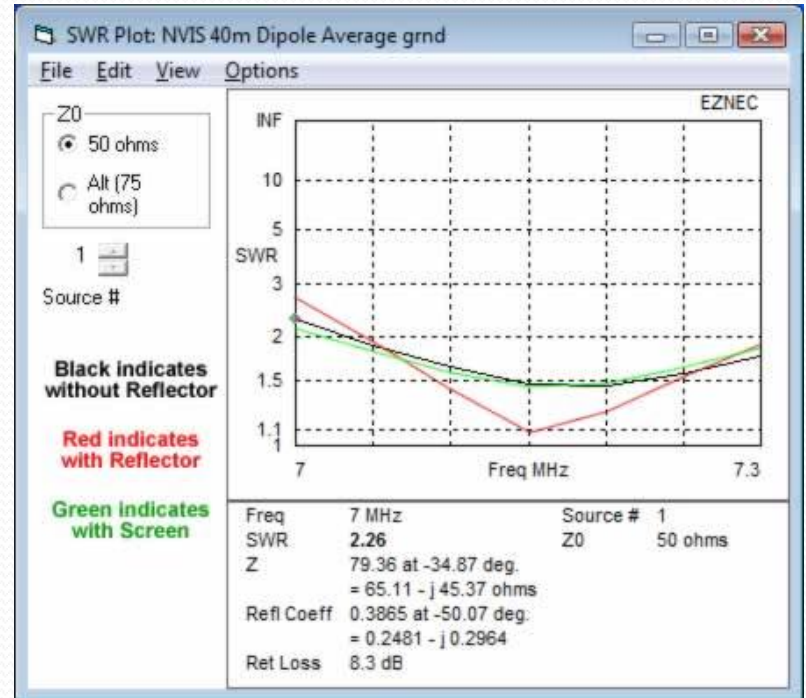 SWR Plot: NVIS 40m Dipole Average grnd
File Edit View Options
Z0
50 ohms
Alt (75
ohms)
1
Source #
Black indicates
without Reflector
Red indicates
with Reflector
Green indicates
with Screen
EZNEC
INF
10
5
SWR
3
2
1.5
1.1
1
7 Freq MHz 7.3
Freq 7 MHz Source # 1
SWR 2.26 Z0 50 ohms
Z 79.36 at -34.87 deg.
= 65.11 - j 45.37 ohms
Refl Coeff 0.3865 at -50.07 deg.
= 0.2481 - j 0.2964
Ret Loss 8.3 dB